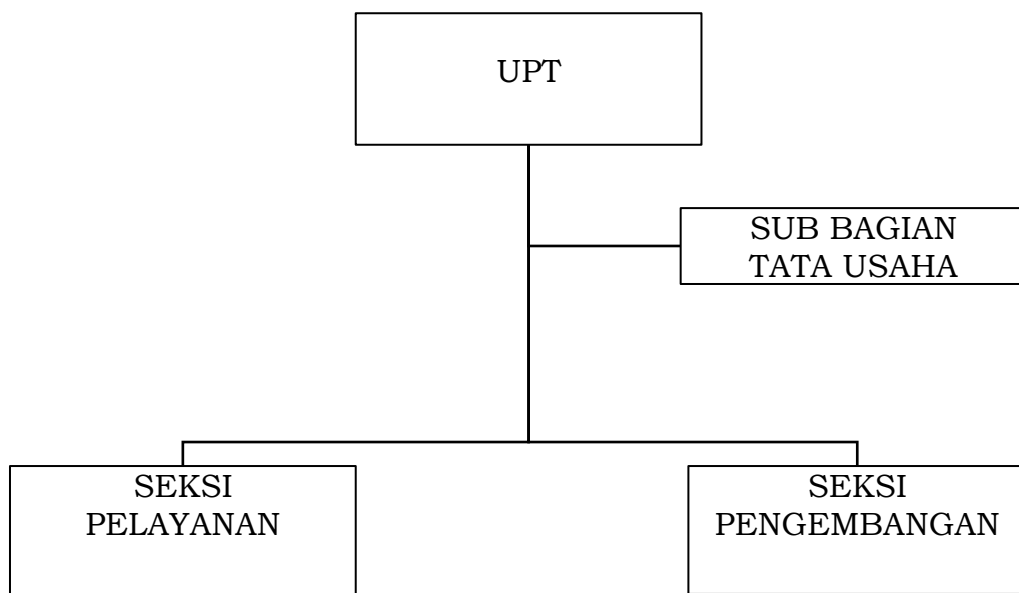 UPT
SUB BAGIAN
TATA USAHA
SEKSI
PELAYANAN
SEKSI
PENGEMBANGAN